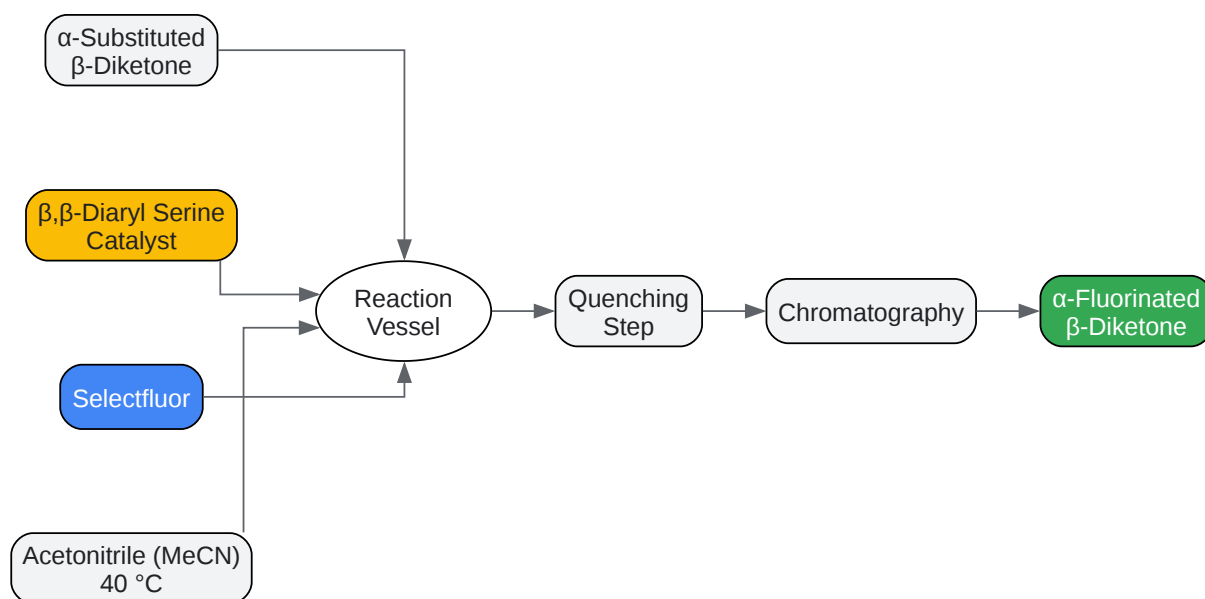 α-Substituted
β-Diketone
β,β-Diaryl Serine
Catalyst
Selectfluor
Acetonitrile (MeCN)
40 °C
Reaction
Vessel
Quenching
Step
Chromatography
α-Fluorinated
β-Diketone